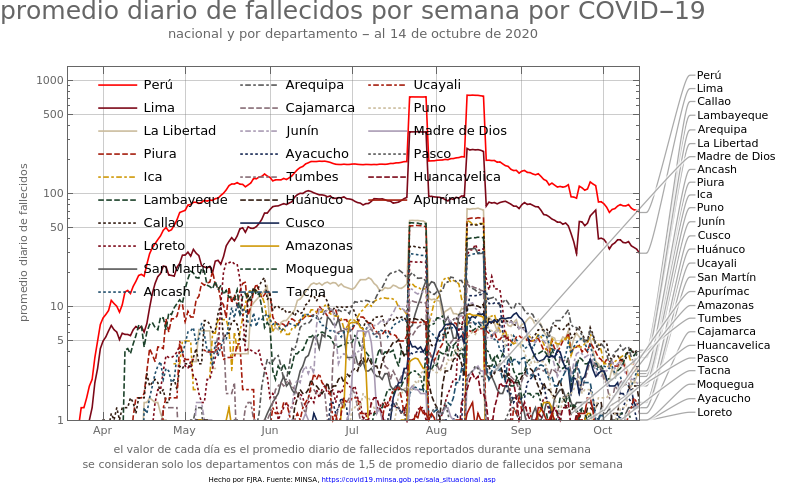 promedio diario de fallecidos por semana por COVID−19
nacional y por departamento − al 14 de octubre de 2020
promedio diario de fallecidos
1000
500
100
50
10
5
1
Apr May Jun Jul Aug Sep Oct
Perú
Lima
La Libertad
Piura
Ica
Lambayeque
Callao
Loreto
San Martín
Ancash
Arequipa
Cajamarca
Junín
Ayacucho
Tumbes
Huánuco
Cusco
Amazonas
Moquegua
Tacna
Ucayali
Puno
Madre de Dios
Pasco
Huancavelica
Apurímac
Perú
Lima
Callao
Lambayeque
Arequipa
La Libertad
Madre de Dios
Ancash
Piura
Ica
Puno
Junín
Cusco
Huánuco
Ucayali
San Martín
Apurímac
Amazonas
Tumbes
Cajamarca
Huancavelica
Pasco
Tacna
Moquegua
Ayacucho
Loreto
el valor de cada día es el promedio diario de fallecidos reportados durante una semana
se consideran solo los departamentos con más de 1,5 de promedio diario de fallecidos por semana
Hecho por FJRA. Fuente: MINSA, https://covid19.minsa.gob.pe/sala_situacional.asp